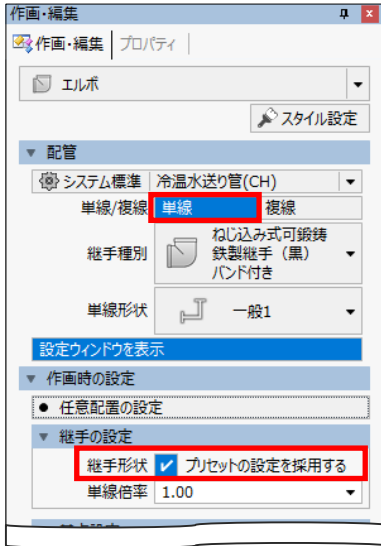 作画・編集
作画・編集 プロパティ
エルボ
スタイル設定
配管
システム標準 冷温水送り管(CH)
単線/複線 単線 複線
継手種別 ねじ込み式可鍛鋳
鉄製継手（黒）
バンド付き
単線形状 一般1
設定ウィンドウを表示
作画時の設定
● 任意配置の設定
継手の設定
継手形状 プリセットの設定を採用する
単線倍率 1.00